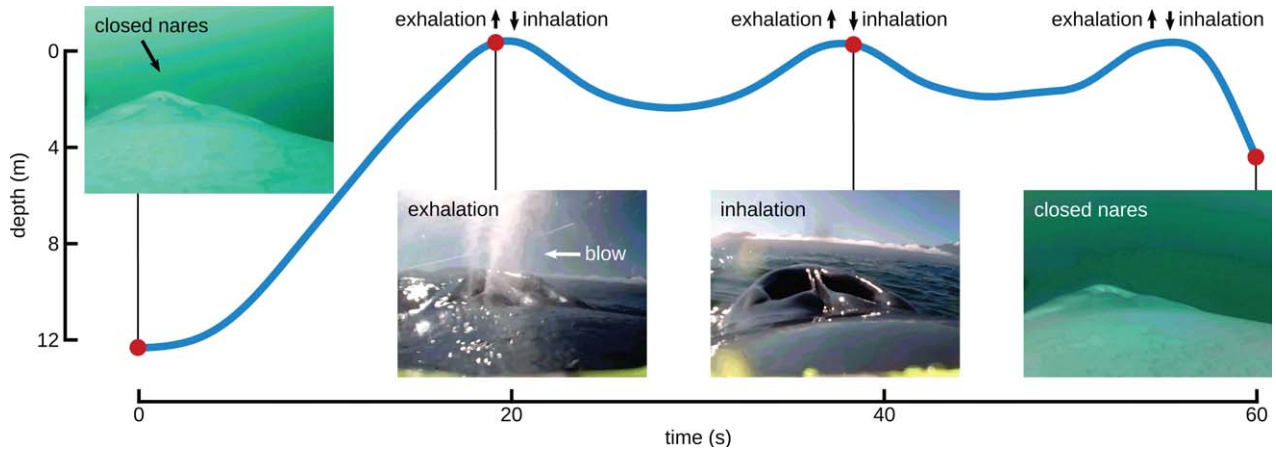 exhalation inhalation
exhalation inhalation
exhalation inhalation
closed nares
0
4
8
12
depth (m)
exhalation
blow
inhalation
closed nares
0
20
40
60
time (s)